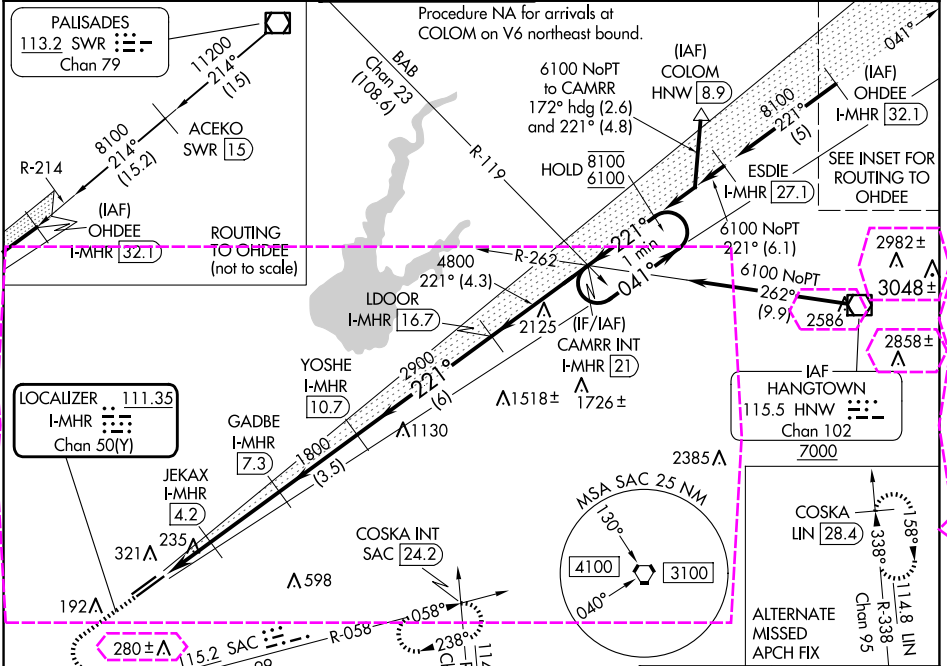 PALISADES
113.2 SWR
Chan 79
11200
214°
(15)
ACEKO
SWR 15
8100
214°
(15.2)
R-214
(IAF)
OHDEE
I-MHR 32.1
ROUTING
TO OHDEE
(not to scale)
Procedure NA for arrivals at
COLOM on V6 northeast bound.
BAB
Chan 23
(108.6)
R-119
6100 NoPT
to CAMRR
172° hdg (2.6)
and 221° (4.8)
(IAF)
COLOM
HNW 8.9
041°
(IAF)
OHDEE
I-MHR 32.1
8100
221°
(5)
HOLD 8100
6100
ESDIE
I-MHR 27.1
SEE INSET FOR
ROUTING TO
OHDEE
6100 NoPT
221° (6.1)
221°
1 min
041°
R-262
6100 NoPT
262°
(9.9)
2982±
3048±
2586
2858±
4800
221° (4.3)
LDOOR
I-MHR 16.7
2125
(IF/IAF)
CAMRR INT
I-MHR 21
1518±
1726±
IAF
HANGTOWN
115.5 HNW
Chan 102
7000
2900
221°
(6)
YOSHE
I-MHR
10.7
1130
LOCALIZER 111.35
I-MHR
Chan 50(Y)
GADBE
I-MHR
7.3
1800
(3.5)
JEKAX
I-MHR
4.2
2385
MSA SAC 25 NM
130°
4100
3100
040°
COSKA
LIN 28.4
158°
338°
114.8 LIN
R-338
Chan 95
ALTERNATE
MISSED
APCH FIX
321
235
COSKA INT
SAC 24.2
598
192
280±
115.2 SAC
R-058
058°
238°